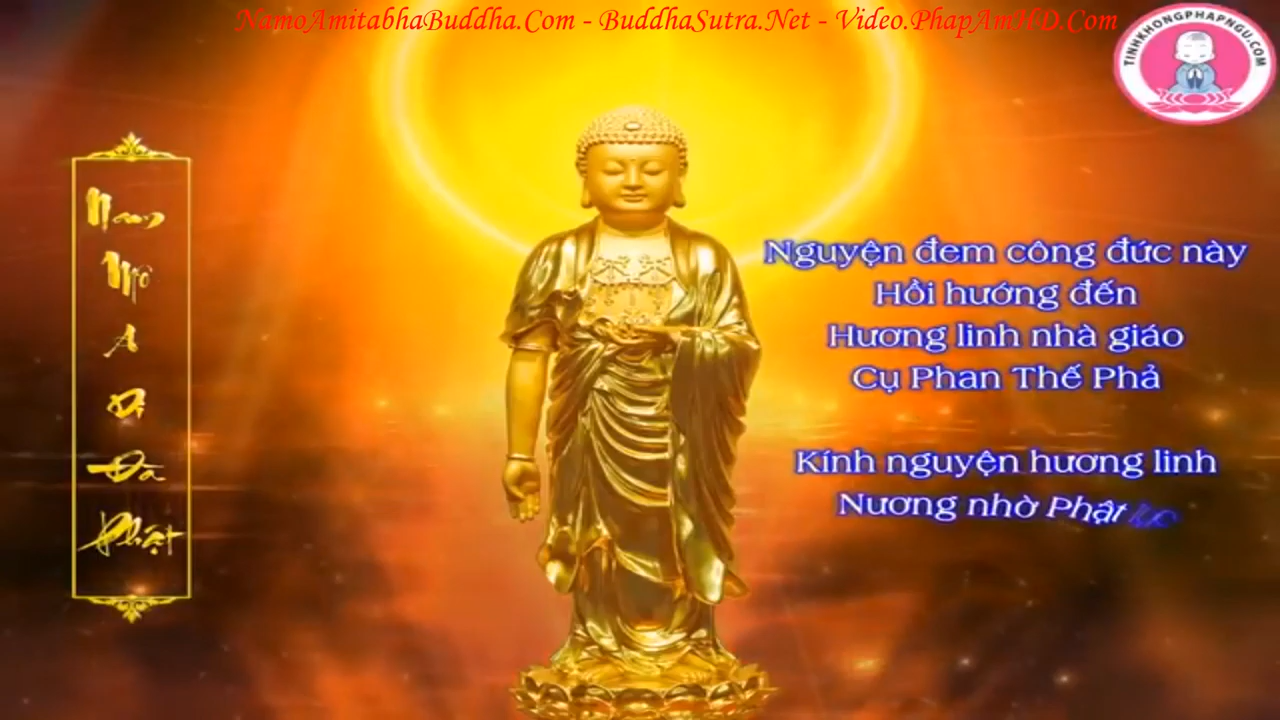 NamoAmitabhaBuddha.Com - BuddhaSutra.Net - Video.PhapAmHD.Com
TINHKHONGPHAPNGU.COM
Nam
Mô
A
Di
Đà
Phật
Nguyện đem công đức này
Hồi hướng đến
Hương linh nhà giáo
Cụ Phan Thế Phả
Kính nguyện hương linh
Nương nhờ Phật lực